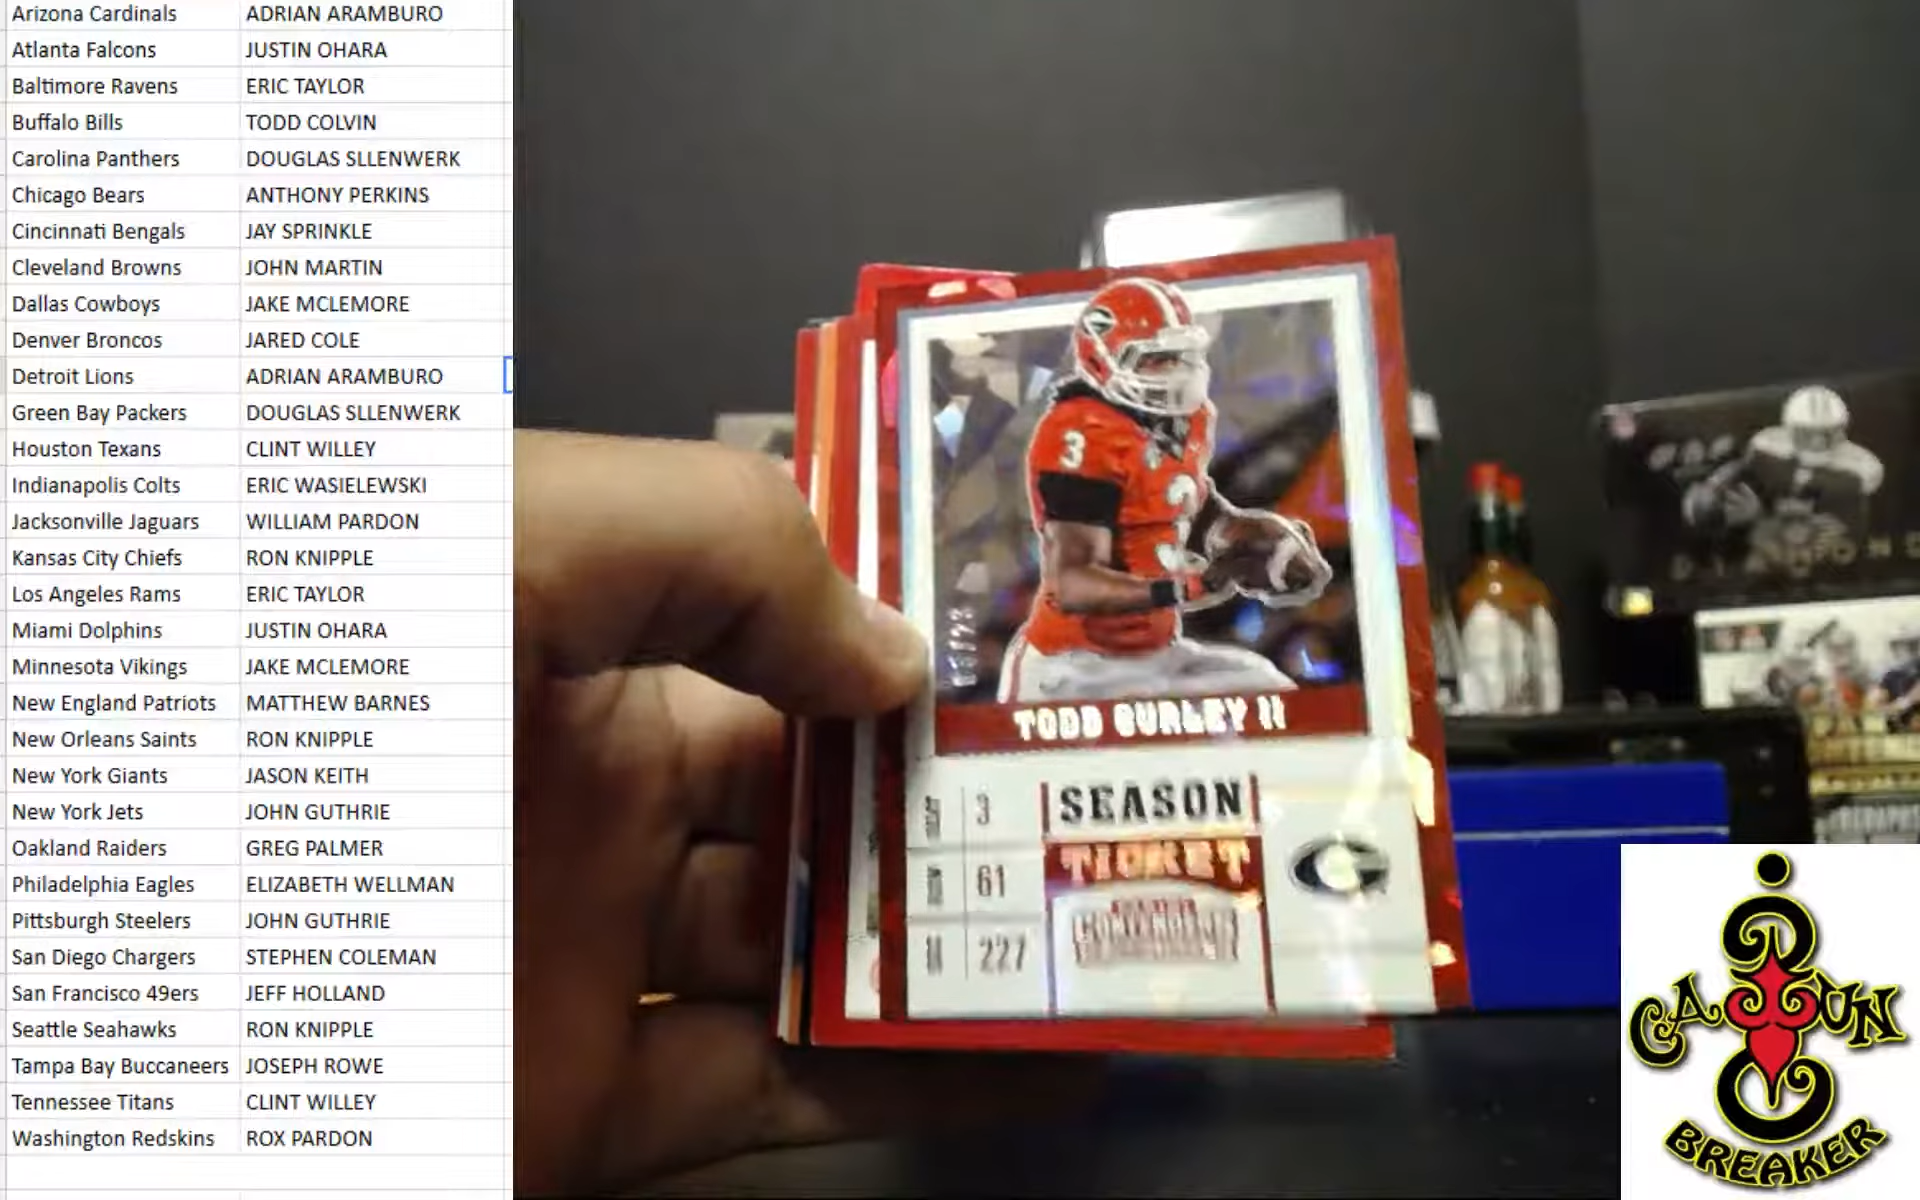 Arizona Cardinals ADRIAN ARAMBURO
Atlanta Falcons JUSTIN OHARA
Baltimore Ravens ERIC TAYLOR
Buffalo Bills TODD COLVIN
Carolina Panthers DOUGLAS SLLENWERK
Chicago Bears ANTHONY PERKINS
Cincinnati Bengals JAY SPRINKLE
Cleveland Browns JOHN MARTIN
Dallas Cowboys JAKE MCLEMORE
Denver Broncos JARED COLE
Detroit Lions ADRIAN ARAMBURO
Green Bay Packers DOUGLAS SLLENWERK
Houston Texans CLINT WILLEY
Indianapolis Colts ERIC WASIELEWSKI
Jacksonville Jaguars WILLIAM PARDON
Kansas City Chiefs RON KNIPPLE
Los Angeles Rams ERIC TAYLOR
Miami Dolphins JUSTIN OHARA
Minnesota Vikings JAKE MCLEMORE
New England Patriots MATTHEW BARNES
New Orleans Saints RON KNIPPLE
New York Giants JASON KEITH
New York Jets JOHN GUTHRIE
Oakland Raiders GREG PALMER
Philadelphia Eagles ELIZABETH WELLMAN
Pittsburgh Steelers JOHN GUTHRIE
San Diego Chargers STEPHEN COLEMAN
San Francisco 49ers JEFF HOLLAND
Seattle Seahawks RON KNIPPLE
Tampa Bay Buccaneers JOSEPH ROWE
Tennessee Titans CLINT WILLEY
Washington Redskins ROX PARDON
3
3
TODD GURLEY II
3
SEASON
TICKET
61
CONTENDERS
227
G
DIAMOND
CAJUN
BREAKER